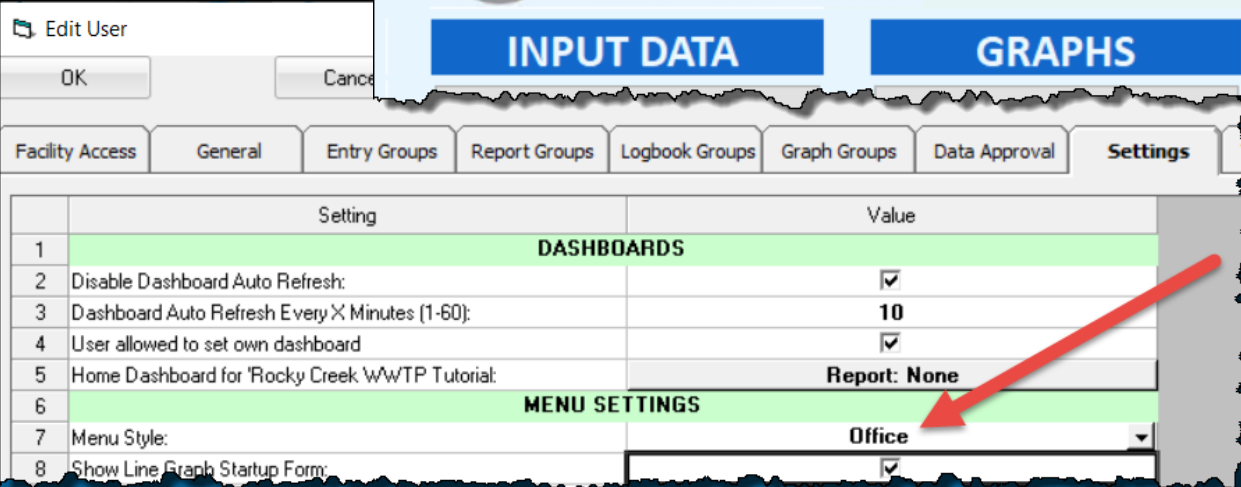 Edit User
INPUT DATA
GRAPHS
OK
Cance
Facility Access
General
Entry Groups
Report Groups
Logbook Groups
Graph Groups
Data Approval
Settings
Setting
Value
1
DASHBOARDS
2
Disable Dashboard Auto Refresh:
3
Dashboard Auto Refresh Every X Minutes (1-60):
10
4
User allowed to set own dashboard
5
Home Dashboard for 'Rocky Creek WWTP Tutorial:
Report: None
6
MENU SETTINGS
7
Menu Style:
Office
8
Show Line Graph Startup Form: